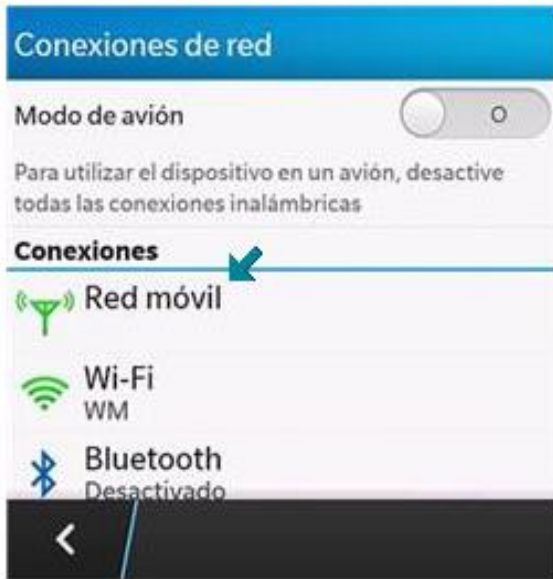 Conexiones de red
Modo de avión
Para utilizar el dispositivo en un avión, desactive
todas las conexiones inalámbricas
Conexiones
Red móvil
Wi-Fi
WM
Bluetooth
Desactivado